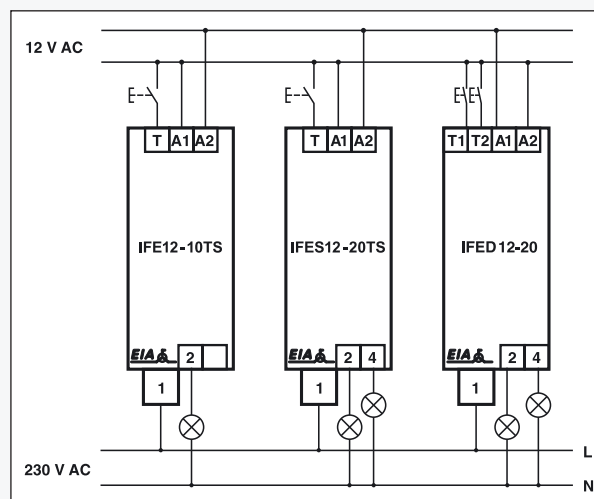 12 V AC
T A1 A2
T A1 A2
T1 T2 A1 A2
IFE12-10TS
IFES12-20TS
IFED12-20
EIA 2
EIA 2 4
EIA 2 4
1
1
1
L
230 V AC
N